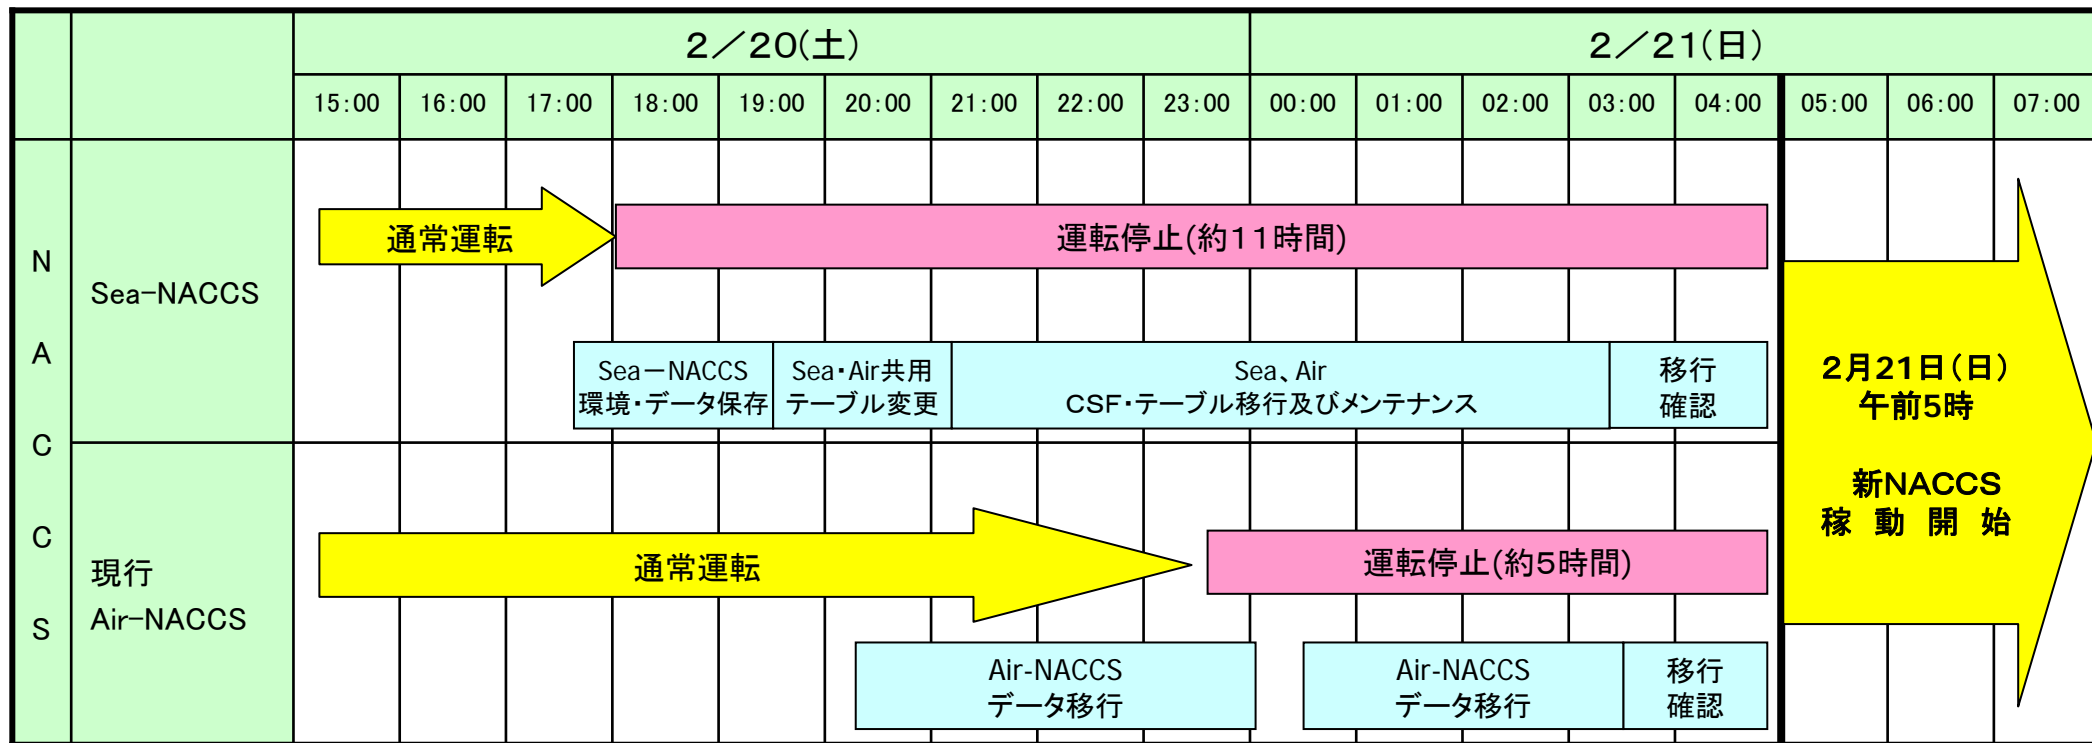 2／20(土)
2／21(日)
15:00 16:00 17:00 18:00 19:00 20:00 21:00 22:00 23:00 00:00 01:00 02:00 03:00 04:00 05:00 06:00 07:00
NACCS
Sea-NACCS
通常運転
運転停止(約11時間)
Sea－NACCS
環境・データ保存
Sea・Air共用
テーブル変更
Sea、Air
CSF・テーブル移行及びメンテナンス
移行
確認
現行
Air-NACCS
通常運転
運転停止(約5時間)
Air-NACCS
データ移行
Air-NACCS
データ移行
移行
確認
2月21日(日)
午前5時
新NACCS
稼動開始